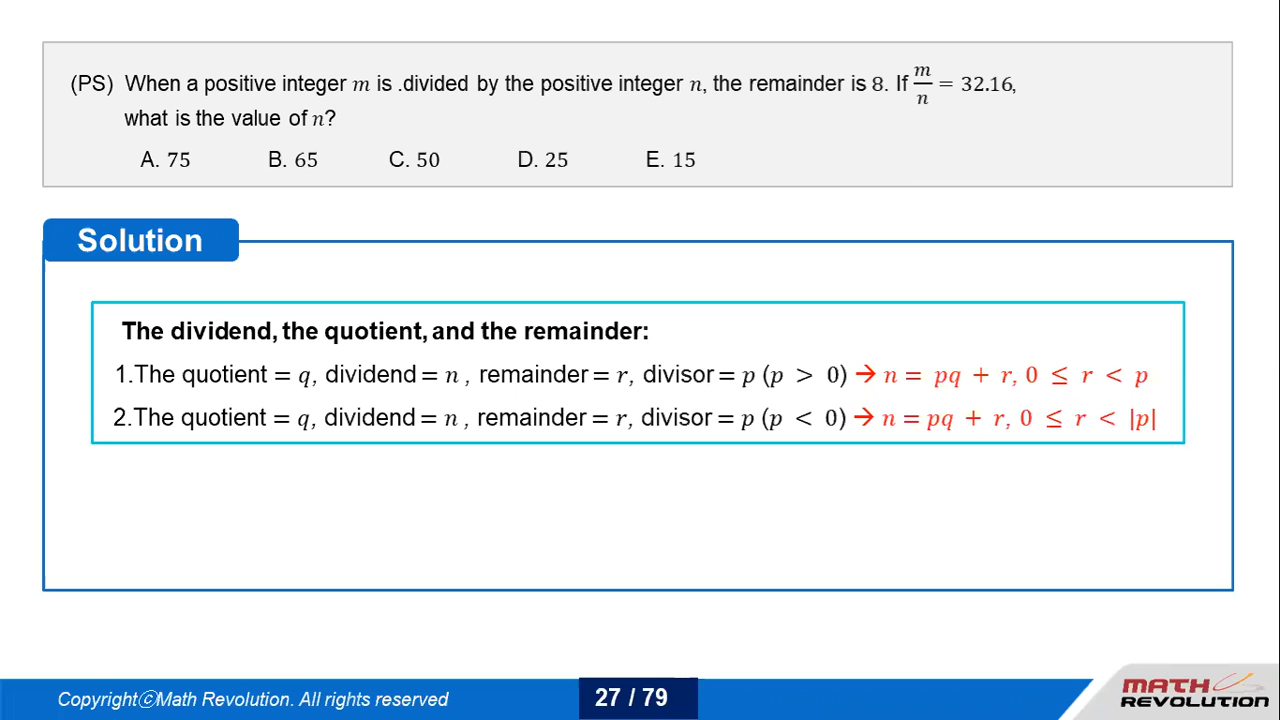 (PS) When a positive integer m is .divided by the positive integer n, the remainder is 8. If m/n = 32.16,
what is the value of n?
A. 75 B. 65 C. 50 D. 25 E. 15
Solution
The dividend, the quotient, and the remainder:
1.The quotient = q, dividend = n , remainder = r, divisor = p (p > 0) → n = pq + r, 0 ≤ r < p
2.The quotient = q, dividend = n , remainder = r, divisor = p (p < 0) → n = pq + r, 0 ≤ r < |p|
CopyrightⓒMath Revolution. All rights reserved
27 / 79
MATH
REVOLUTION